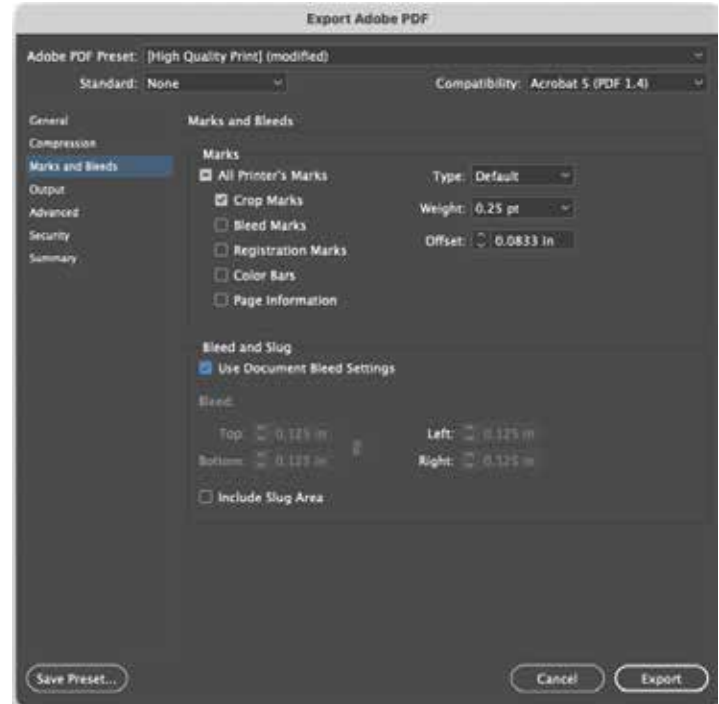 Export Adobe PDF
Adobe PDF Preset: [High Quality Print] (modified)
Standard: None Compatibility: Acrobat 5 (PDF 1.4)
General
Compression
Marks and Bleeds
Output
Advanced
Security
Summary
Marks and Bleeds
Marks
All Printer's Marks
Crop Marks
Bleed Marks
Registration Marks
Color Bars
Page Information
Type: Default
Weight: 0.25 pt
Offset: 0.0833 in
Bleed and Slug
Use Document Bleed Settings
Bleed:
Top: 0.125 in Left: 0.125 in
Bottom: 0.125 in Right: 0.125 in
Include Slug Area
Save Preset... Cancel Export